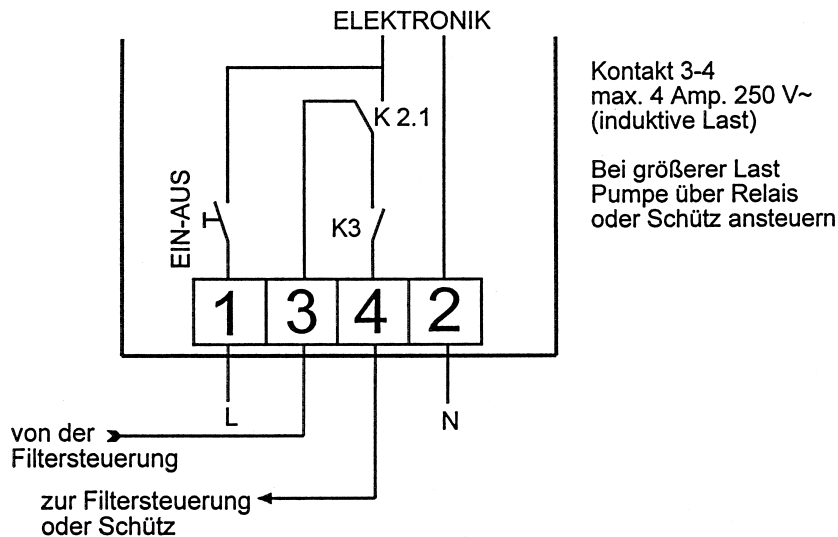 ELEKTRONIK
Kontakt 3-4
max. 4 Amp. 250 V~
(induktive Last)
Bei größerer Last
Pumpe über Relais
oder Schütz ansteuern
K 2.1
EIN-AUS
K3
1 3 4 2
L
N
von der
Filtersteuerung
zur Filtersteuerung
oder Schütz